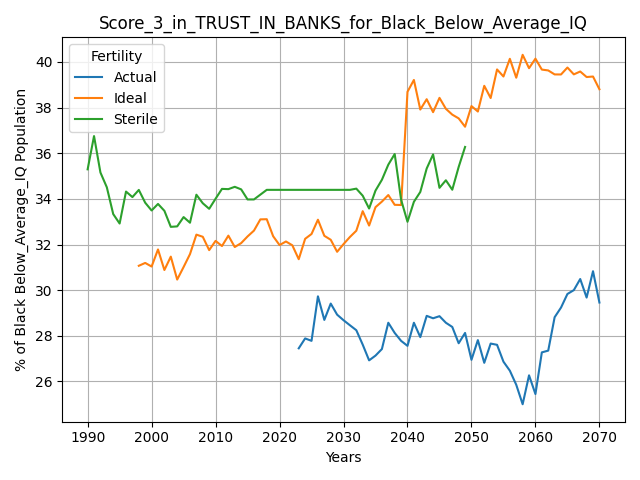 Score_3_in_TRUST_IN_BANKS_for_Black_Below_Average_IQ
Fertility
Actual
Ideal
Sterile
% of Black Below_Average_IQ Population
40
38
36
34
32
30
28
26
1990 2000 2010 2020 2030 2040 2050 2060 2070
Years